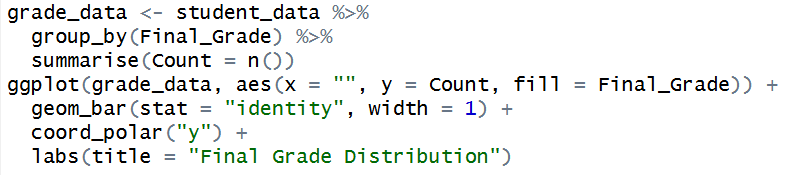 grade_data <- student_data %>%
  group_by(Final_Grade) %>%
  summarise(Count = n())
ggplot(grade_data, aes(x = "", y = Count, fill = Final_Grade)) +
  geom_bar(stat = "identity", width = 1) +
  coord_polar("y") +
  labs(title = "Final Grade Distribution")